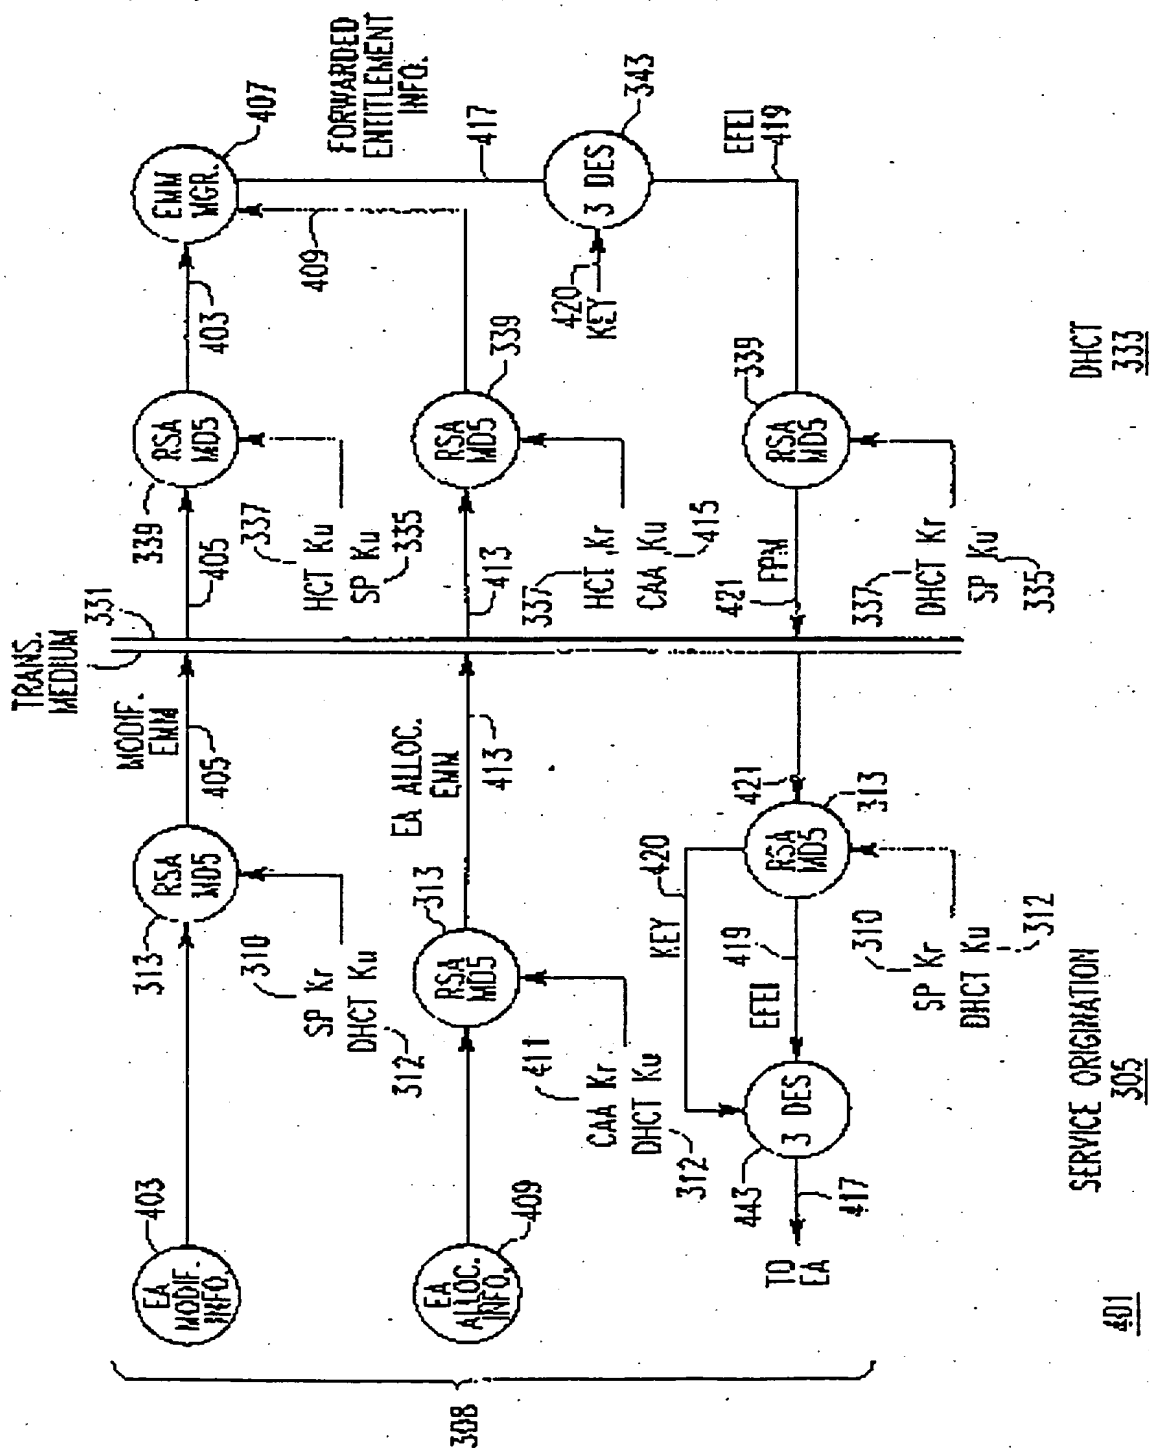 TRANS.
MEDIUM
331
EA
MODIF.
INFO.
403
313
RSA
MD5
MODIF.
EMM
405
405
339
RSA
MD5
403
EMM
MGR.
407
310
SP Kr
DHCT Ku
312
337
HCT Ku
SP Ku
335
409
FORWARDED
ENTITLEMENT
INFO.
417
308
EA
ALLOC.
INFO.
409
RSA
MD5
313
EA ALLOC.
EMM
413
413
RSA
MD5
339
411
CAA Kr
DHCT Ku
312
337
HCT Kr
CAA Ku
415
420
KEY
3 DES
343
EFEI
419
TO
EA
417
443
3 DES
EFEI
419
KEY
420
RSA
MD5
313
421
421
FPM
RSA
MD5
339
310
SP Kr
DHCT Ku
312
337
DHCT Kr
SP Ku
335
401
SERVICE ORIGINATION
305
DHCT
333